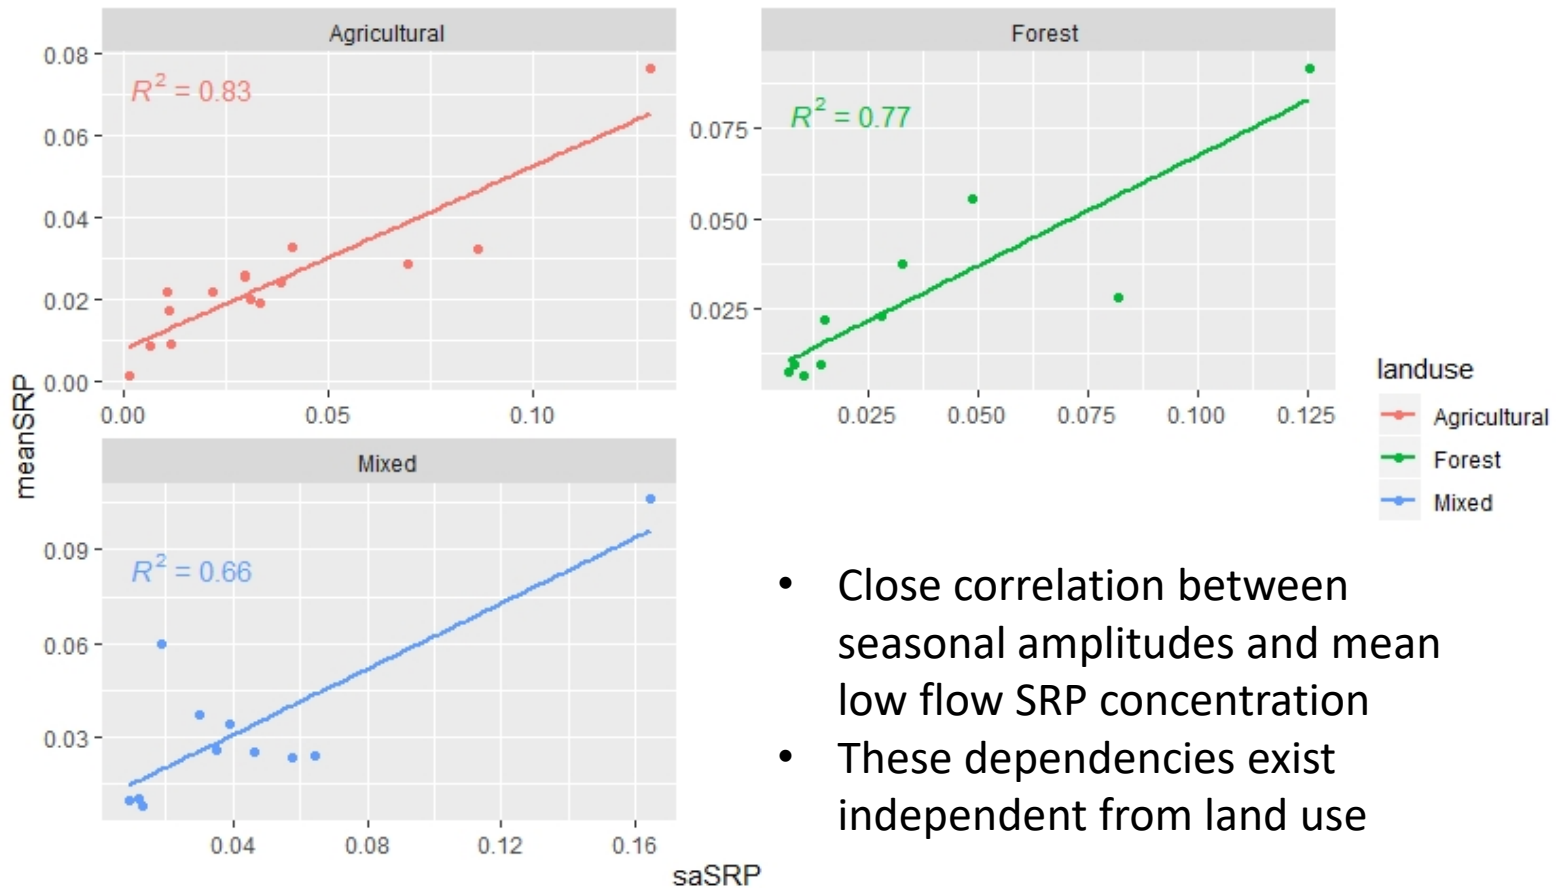 Agricultural
R² = 0.83
0.08
0.06
0.04
0.02
0.00
0.00 0.05 0.10
Forest
R² = 0.77
0.075
0.050
0.025
0.025 0.050 0.075 0.100 0.125
meanSRP
Mixed
R² = 0.66
0.09
0.06
0.03
0.04 0.08 0.12 0.16
saSRP
landuse
Agricultural
Forest
Mixed
• Close correlation between
seasonal amplitudes and mean
low flow SRP concentration
• These dependencies exist
independent from land use